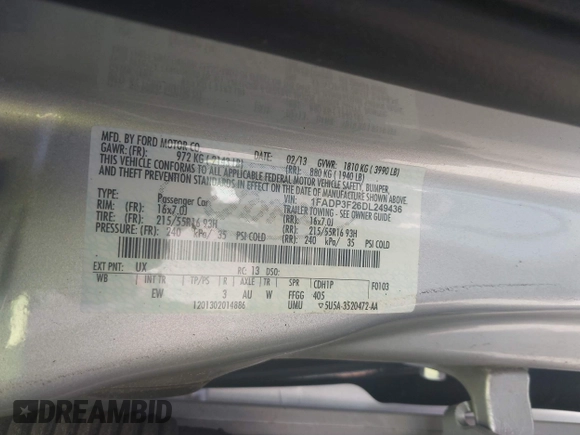 MFD. BY FORD MOTOR CO.
DATE: 02/13 GVWR: 1810 KG ( 3990 LB)
GAWR: (FR): 972 KG ( 2143 LB) (RR): 880 KG ( 1940 LB)
THIS VEHICLE CONFORMS TO ALL APPLICABLE FEDERAL MOTOR VEHICLE SAFETY, BUMPER,
AND THEFT PREVENTION STANDARDS IN EFFECT ON THE DATE OF MANUFACTURE SHOWN ABOVE.
VIN: 1FADP3F26DL249436
TYPE: Passenger Car TRAILER TOWING - SEE OWNER GUIDE
RIM: (FR): 16x7.0J (RR): 16x7.0J
TIRE: (FR): 215/55R16 93H (RR): 215/55R16 93H
PRESSURE: (FR): 240 kPa/ 35 PSI COLD (RR): 240 kPa/ 35 PSI COLD
EXT PNT: UX RC: 13 DSO: F0103
WB INT TR TP/PS R AXLE TR SPR CDH1P
EW 3 AU W FFGG 405
1201302014886 UMU 5U5A-3520472-AA
DREAMBID